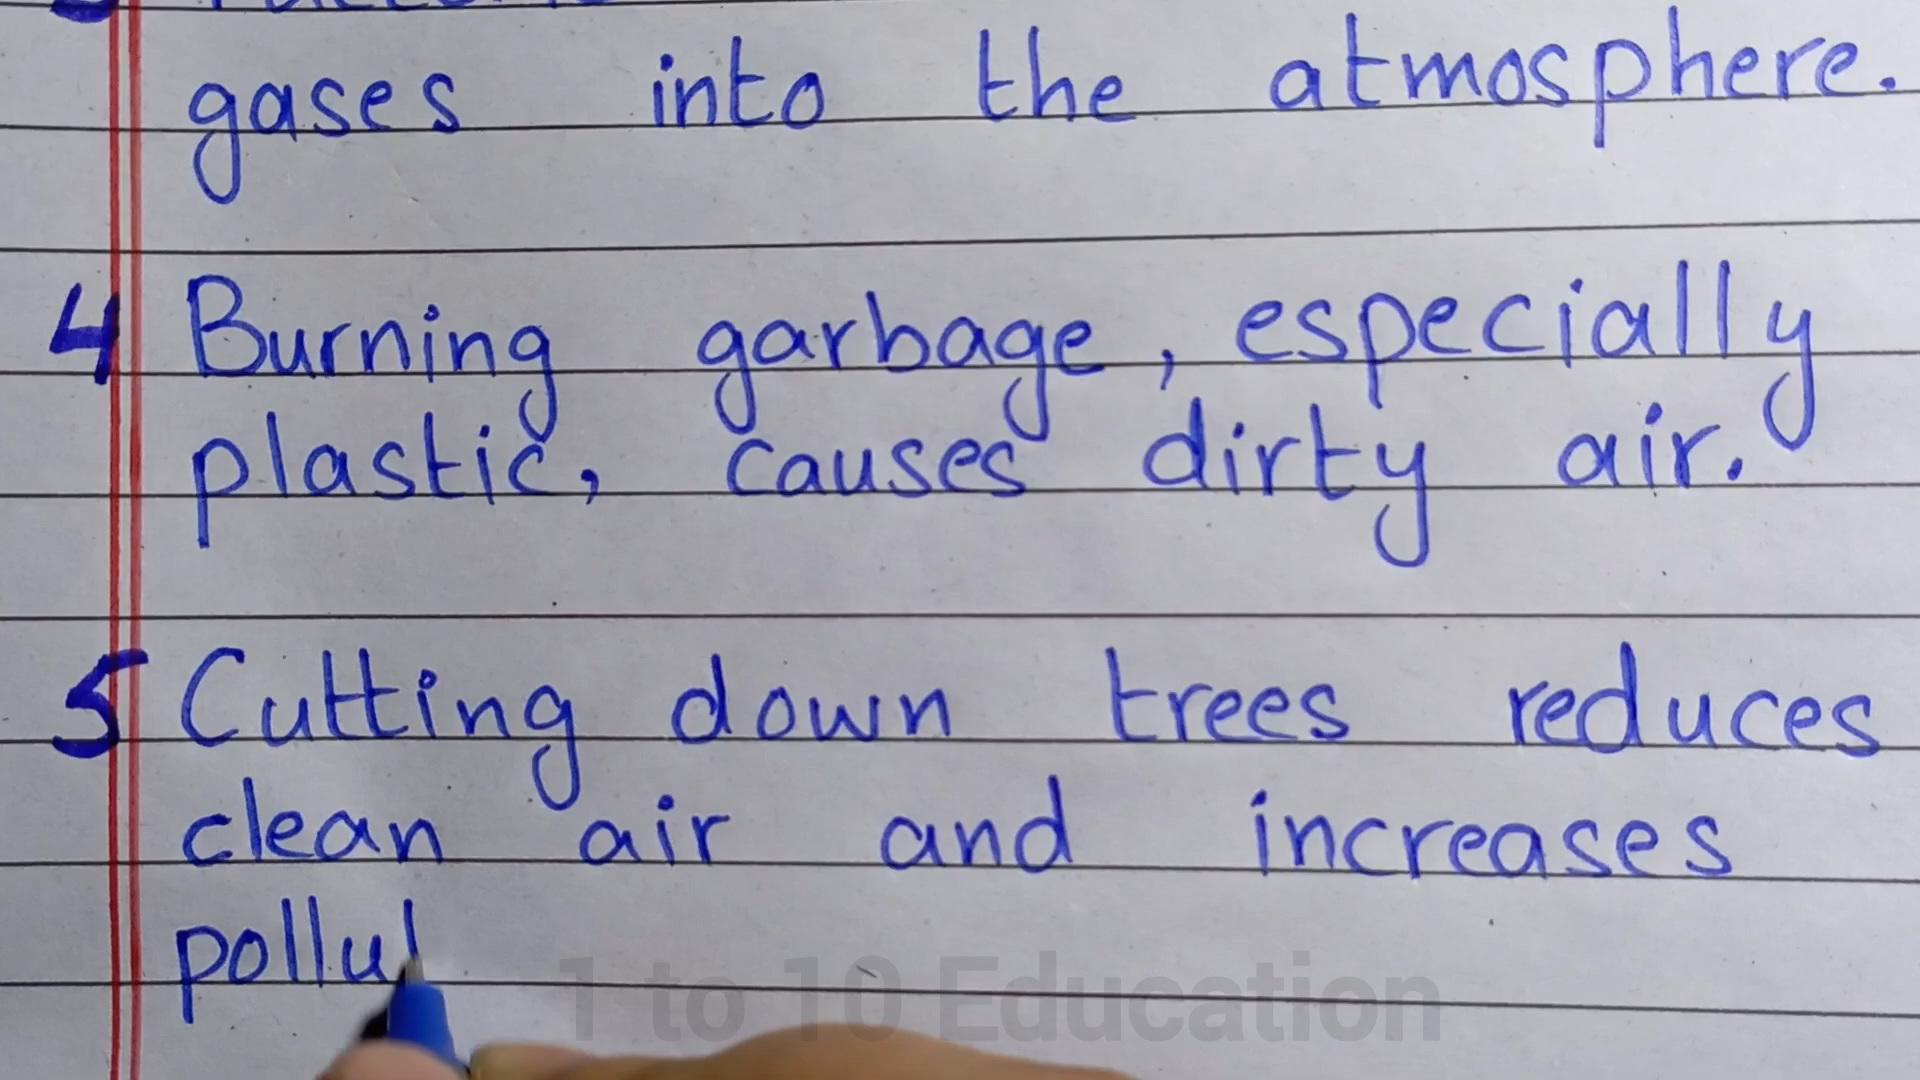 gases into the atmosphere.
4 Burning garbage, especially
plastic, causes dirty air.
5 Cutting down trees reduces
clean air and increases
1 to 10 Education